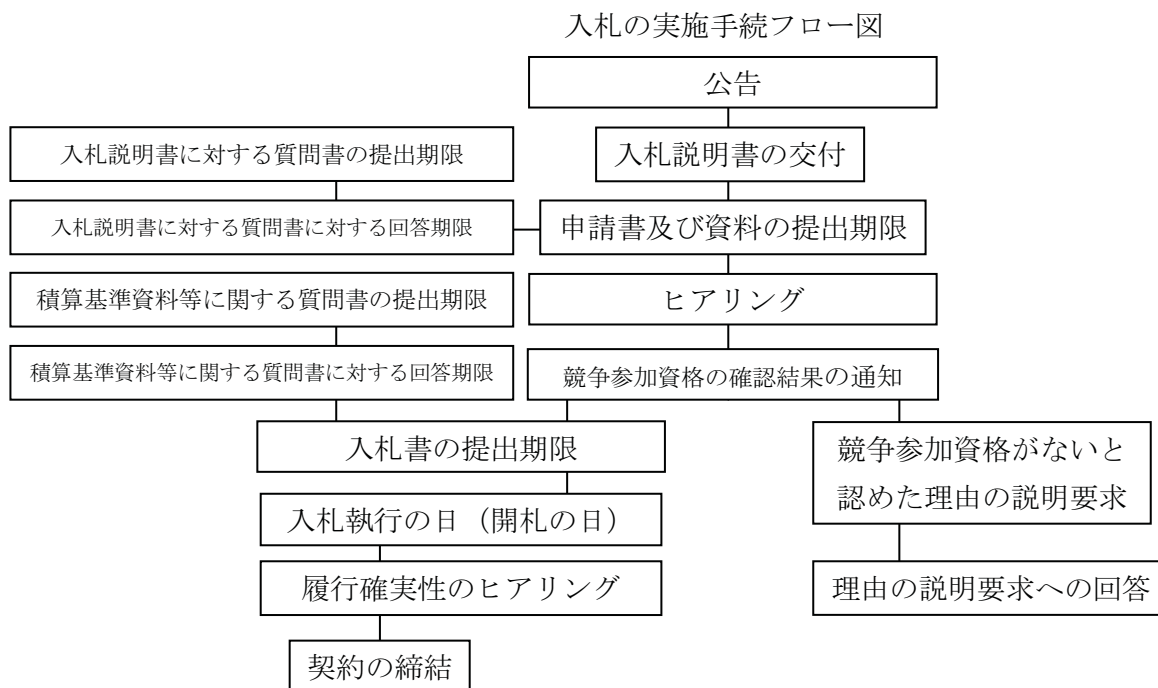 入札の実施手続フロー図
公告
入札説明書に対する質問書の提出期限
入札説明書の交付
入札説明書に対する質問書に対する回答期限
申請書及び資料の提出期限
積算基準資料等に関する質問書の提出期限
ヒアリング
積算基準資料等に関する質問書に対する回答期限
競争参加資格の確認結果の通知
入札書の提出期限
競争参加資格がないと
認めた理由の説明要求
入札執行の日（開札の日）
履行確実性のヒアリング
理由の説明要求への回答
契約の締結